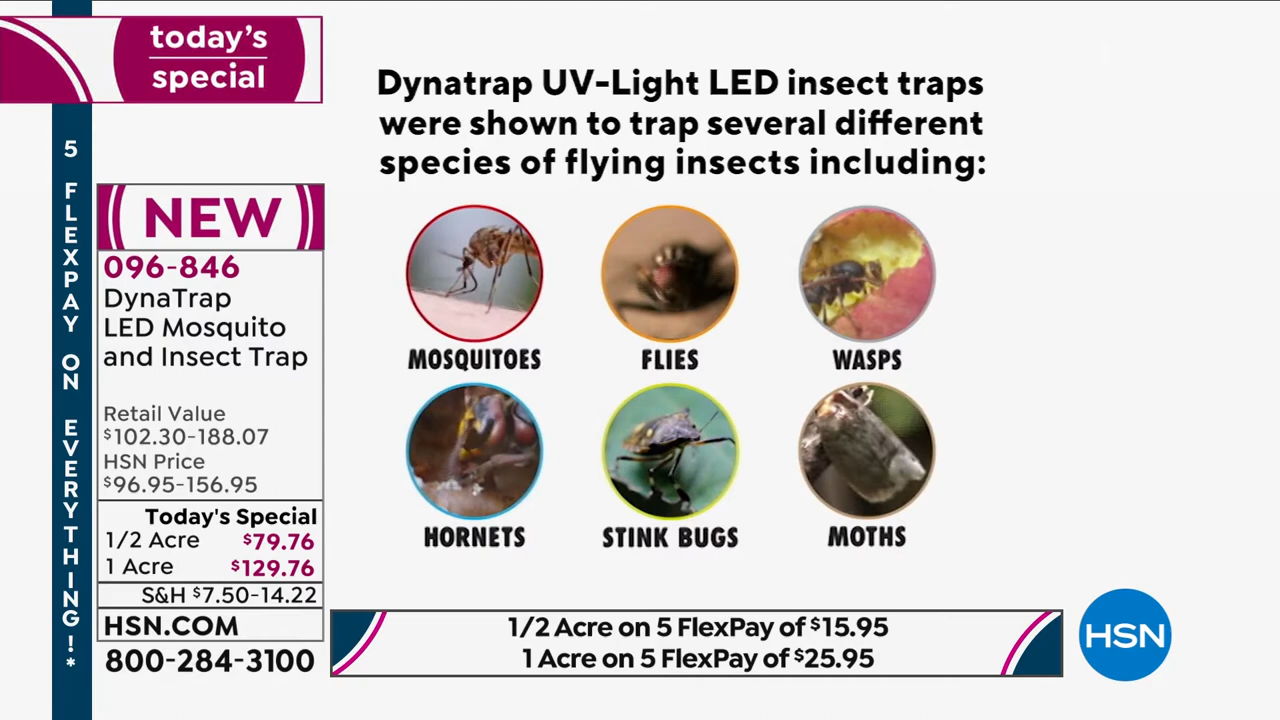 today's
special
5 FLEXPAY ON EVERYTHING!*
NEW
096-846
DynaTrap
LED Mosquito
and Insect Trap
Retail Value
$102.30-188.07
HSN Price
$96.95-156.95
Today's Special
1/2 Acre $79.76
1 Acre $129.76
S&H $7.50-14.22
HSN.COM
800-284-3100
Dynatrap UV-Light LED insect traps
were shown to trap several different
species of flying insects including:
MOSQUITOES FLIES WASPS
HORNETS STINK BUGS MOTHS
1/2 Acre on 5 FlexPay of $15.95
1 Acre on 5 FlexPay of $25.95
HSN